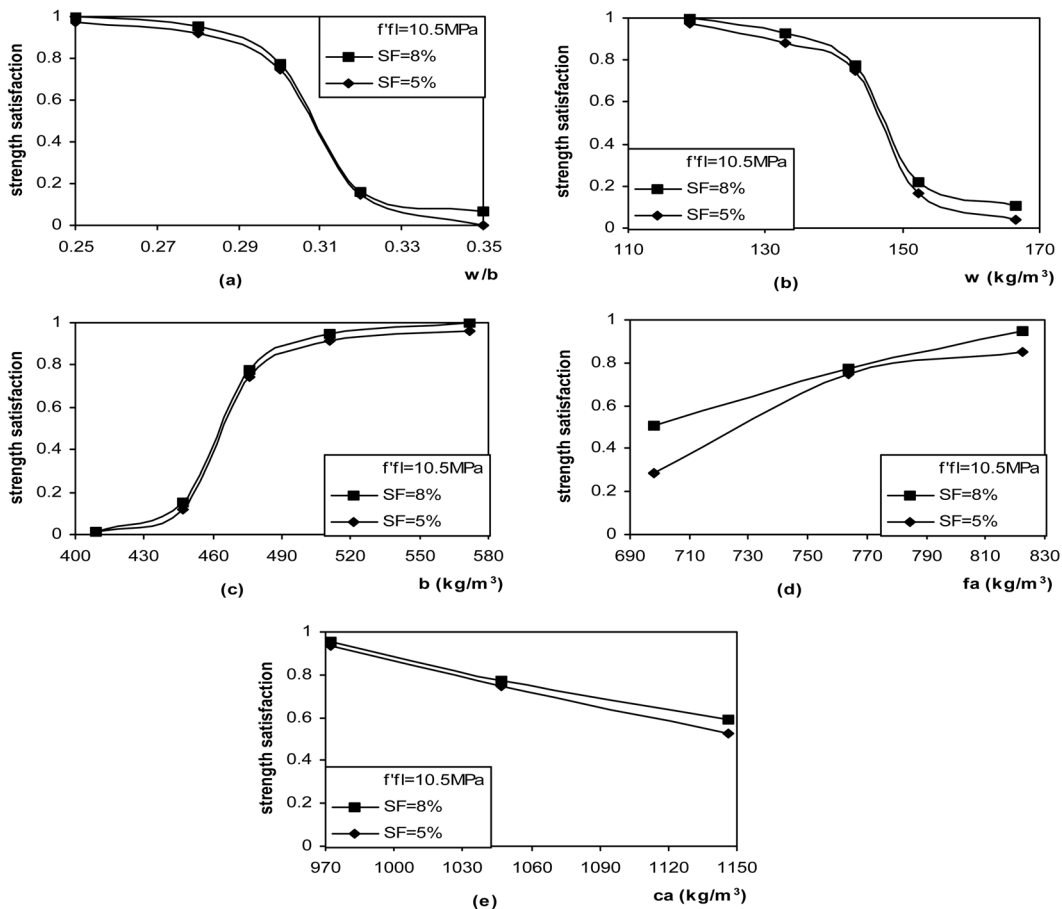 strength satisfaction
1
0.8
0.6
0.4
0.2
0
f'fl=10.5MPa
SF=8%
SF=5%
0.25 0.27 0.29 0.31 0.33 0.35
(a) w/b
strength satisfaction
1
0.8
0.6
0.4
0.2
0
f'fl=10.5MPa
SF=8%
SF=5%
110 130 150 170
(b) w (kg/m³)
strength satisfaction
1
0.8
0.6
0.4
0.2
0
f'fl=10.5MPa
SF=8%
SF=5%
400 430 460 490 520 550 580
(c) b (kg/m³)
strength satisfaction
1
0.8
0.6
0.4
0.2
0
f'fl=10.5MPa
SF=8%
SF=5%
690 710 730 750 770 790 810 830
(d) fa (kg/m³)
strength satisfaction
1
0.8
0.6
0.4
0.2
0
f'fl=10.5MPa
SF=8%
SF=5%
970 1000 1030 1060 1090 1120 1150
(e) ca (kg/m³)